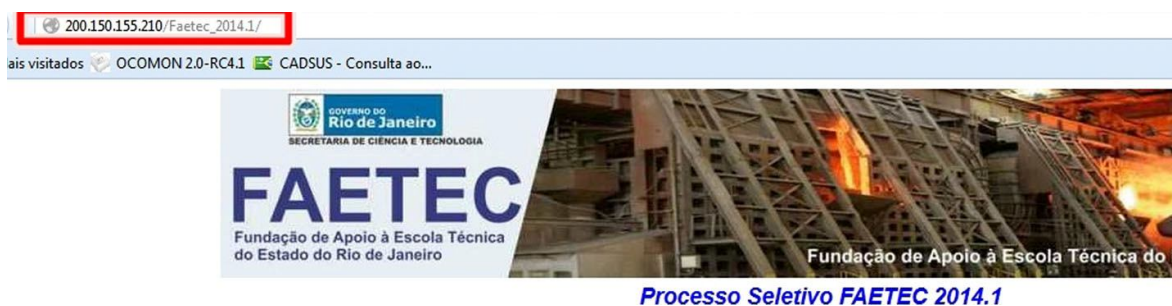 200.150.155.210/Faetec_2014.1/
ais visitados OCOMON 2.0-RC4.1 CADSUS - Consulta ao...
GOVERNO DO
Rio de Janeiro
SECRETARIA DE CIÊNCIA E TECNOLOGIA
FAETEC
Fundação de Apoio à Escola Técnica
do Estado do Rio de Janeiro
Fundação de Apoio à Escola Técnica do
Processo Seletivo FAETEC 2014.1